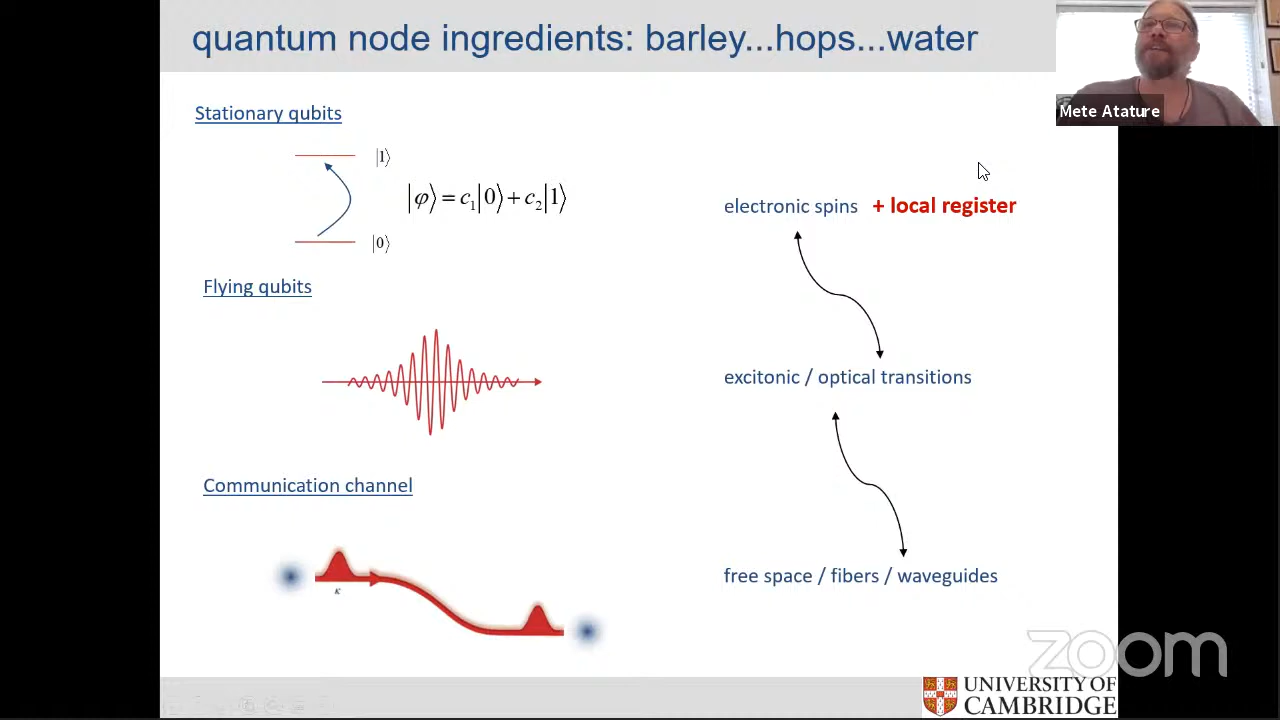 quantum node ingredients: barley...hops...water
Mete Atature
Stationary qubits
|1⟩
|φ⟩ = c₁|0⟩ + c₂|1⟩
|0⟩
electronic spins + local register
Flying qubits
excitonic / optical transitions
Communication channel
κ
free space / fibers / waveguides
zoom
UNIVERSITY OF
CAMBRIDGE